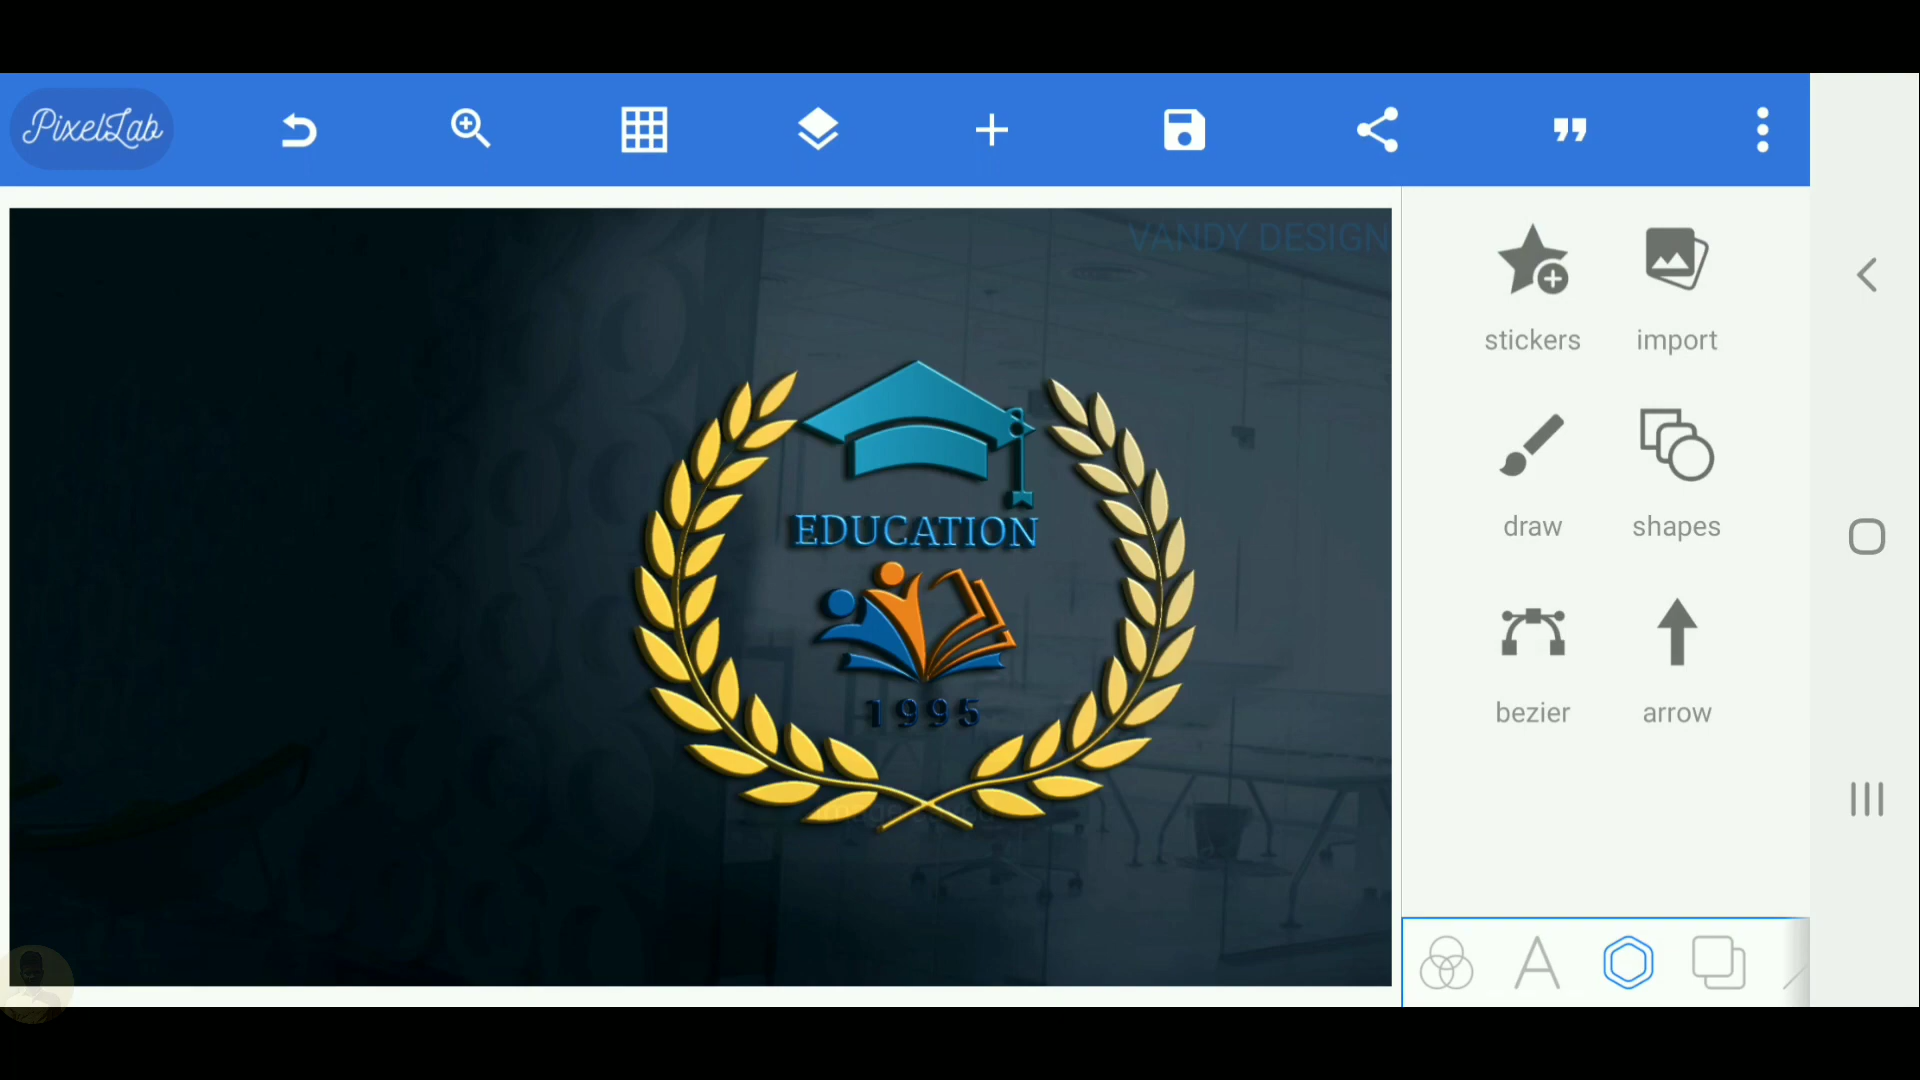 PixelLab
VANDY DESIGN
stickers
import
EDUCATION
draw
shapes
1995
bezier
arrow